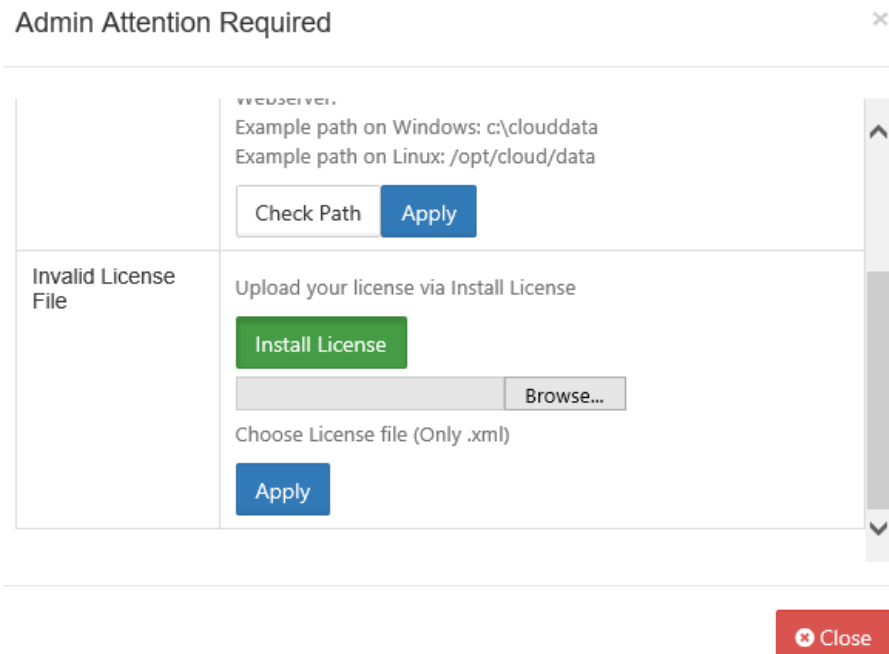 Admin Attention Required
×
Webserver.
Example path on Windows: c:\clouddata
Example path on Linux: /opt/cloud/data
Check Path
Apply
Invalid License
File
Upload your license via Install License
Install License
Browse...
Choose License file (Only .xml)
Apply
Close